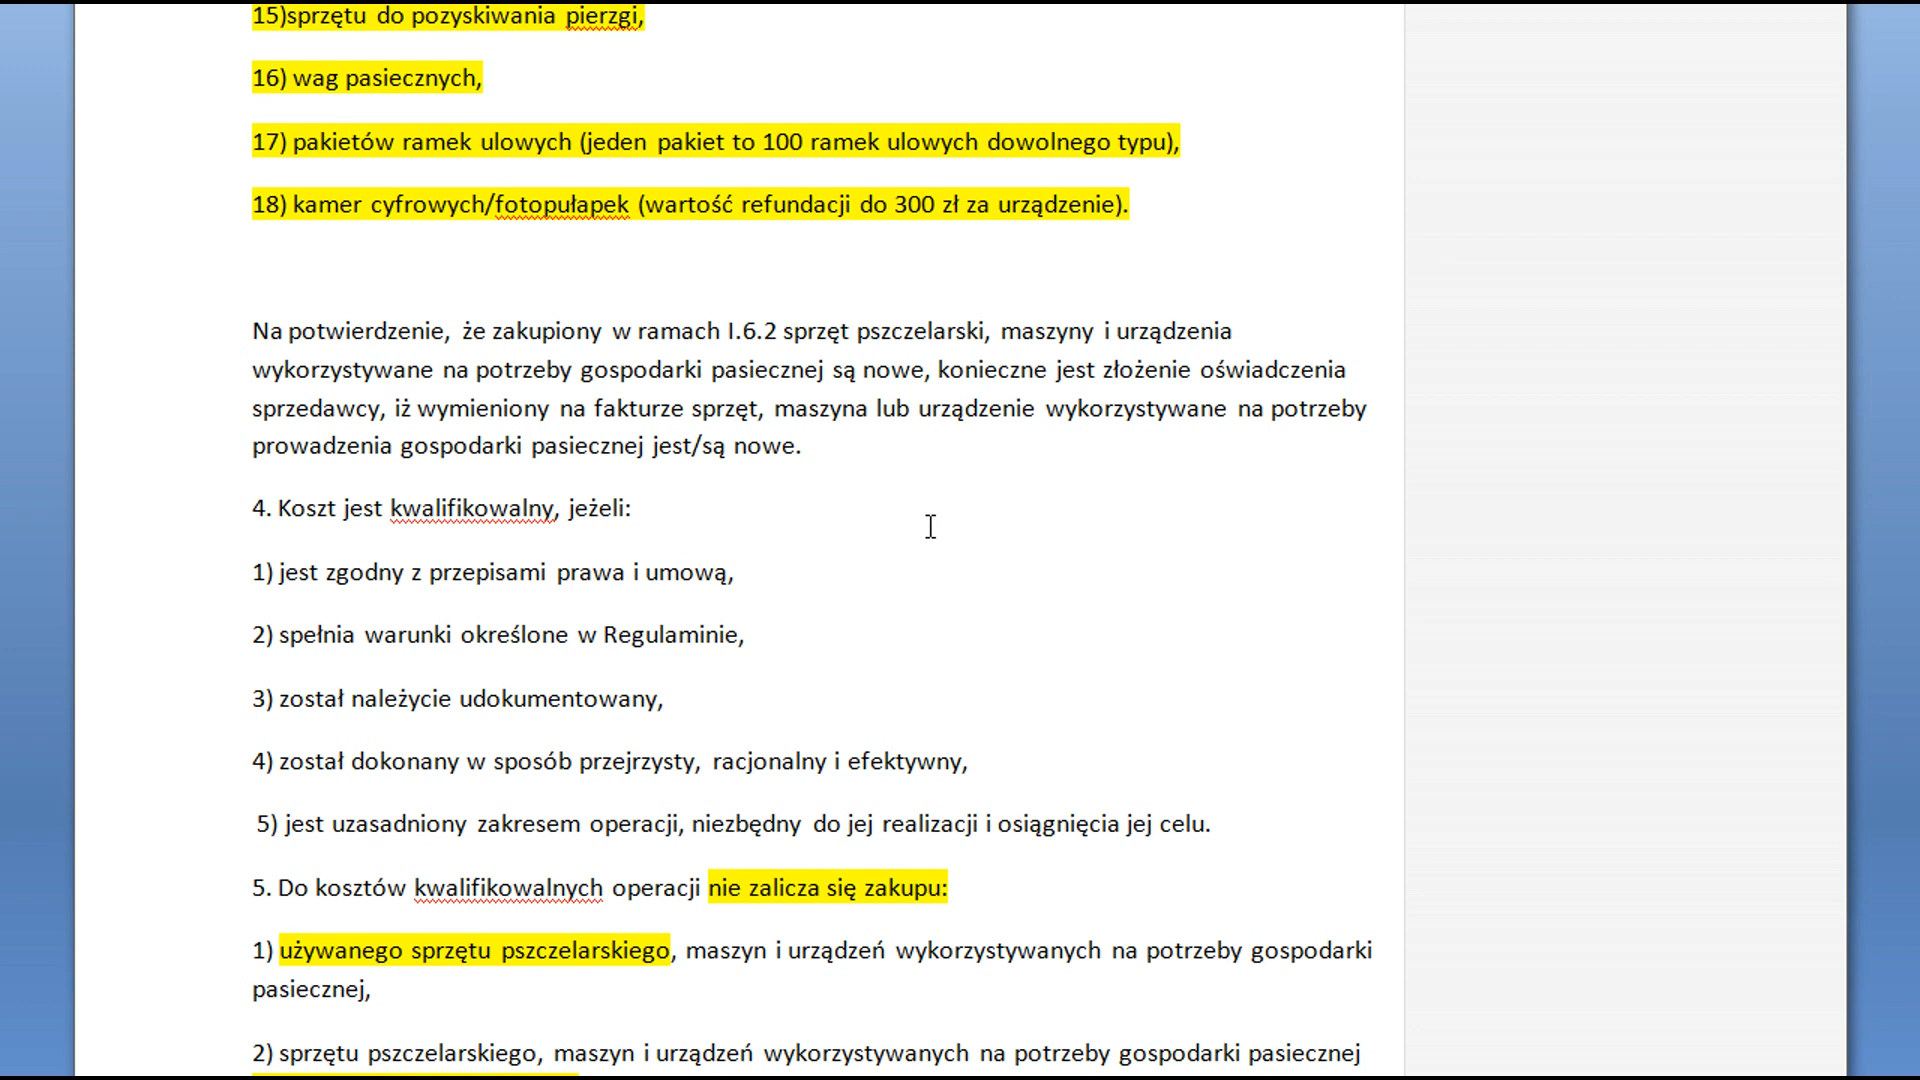 15)sprzętu do pozyskiwania pierzgi,
16) wag pasiecznych,
17) pakietów ramek ulowych (jeden pakiet to 100 ramek ulowych dowolnego typu),
18) kamer cyfrowych/fotopułapek (wartość refundacji do 300 zł za urządzenie).
Na potwierdzenie, że zakupiony w ramach I.6.2 sprzęt pszczelarski, maszyny i urządzenia
wykorzystywane na potrzeby gospodarki pasiecznej są nowe, konieczne jest złożenie oświadczenia
sprzedawcy, iż wymieniony na fakturze sprzęt, maszyna lub urządzenie wykorzystywane na potrzeby
prowadzenia gospodarki pasiecznej jest/są nowe.
4. Koszt jest kwalifikowalny, jeżeli:
1) jest zgodny z przepisami prawa i umową,
2) spełnia warunki określone w Regulaminie,
3) został należycie udokumentowany,
4) został dokonany w sposób przejrzysty, racjonalny i efektywny,
5) jest uzasadniony zakresem operacji, niezbędny do jej realizacji i osiągnięcia jej celu.
5. Do kosztów kwalifikowalnych operacji nie zalicza się zakupu:
1) używanego sprzętu pszczelarskiego, maszyn i urządzeń wykorzystywanych na potrzeby gospodarki
pasiecznej,
2) sprzętu pszczelarskiego, maszyn i urządzeń wykorzystywanych na potrzeby gospodarki pasiecznej